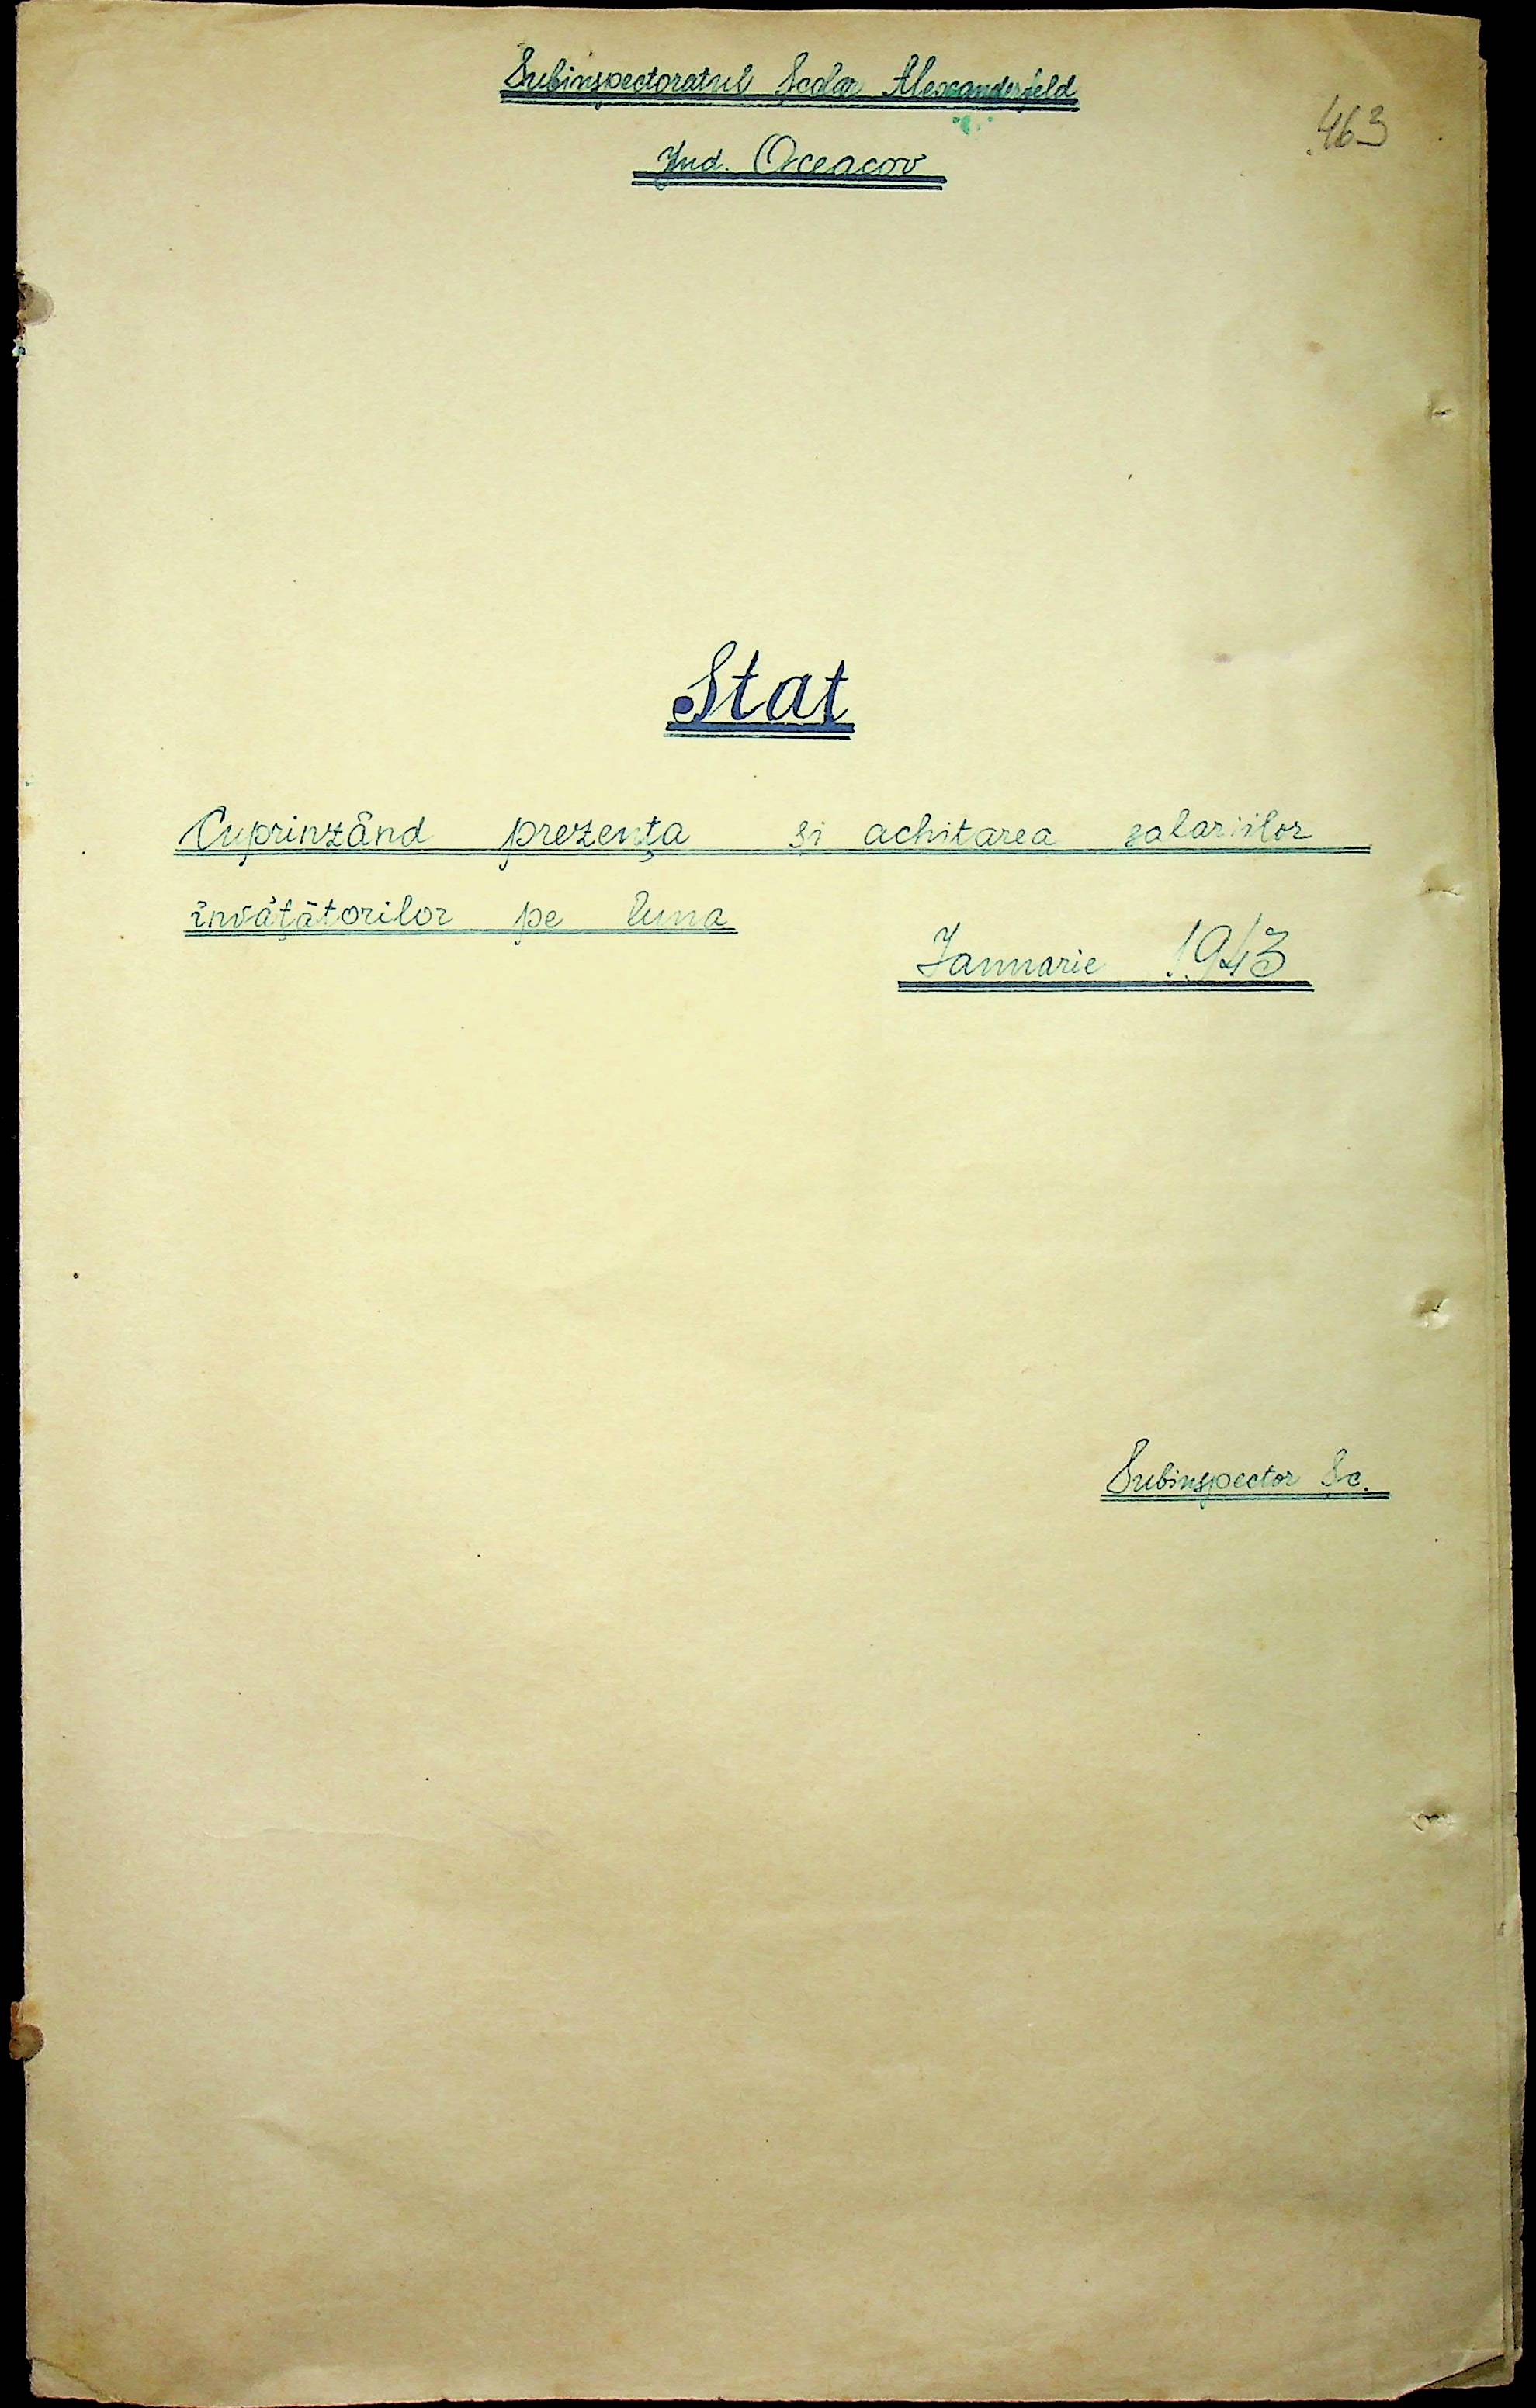 Subinspectoratul Școlar Alexanderfeld
463
Jud. Oceacov
Stat
Cuprinzând prezența și achitarea salariilor
învățătorilor pe luna
Ianuarie 1943
Subinspector Șc.